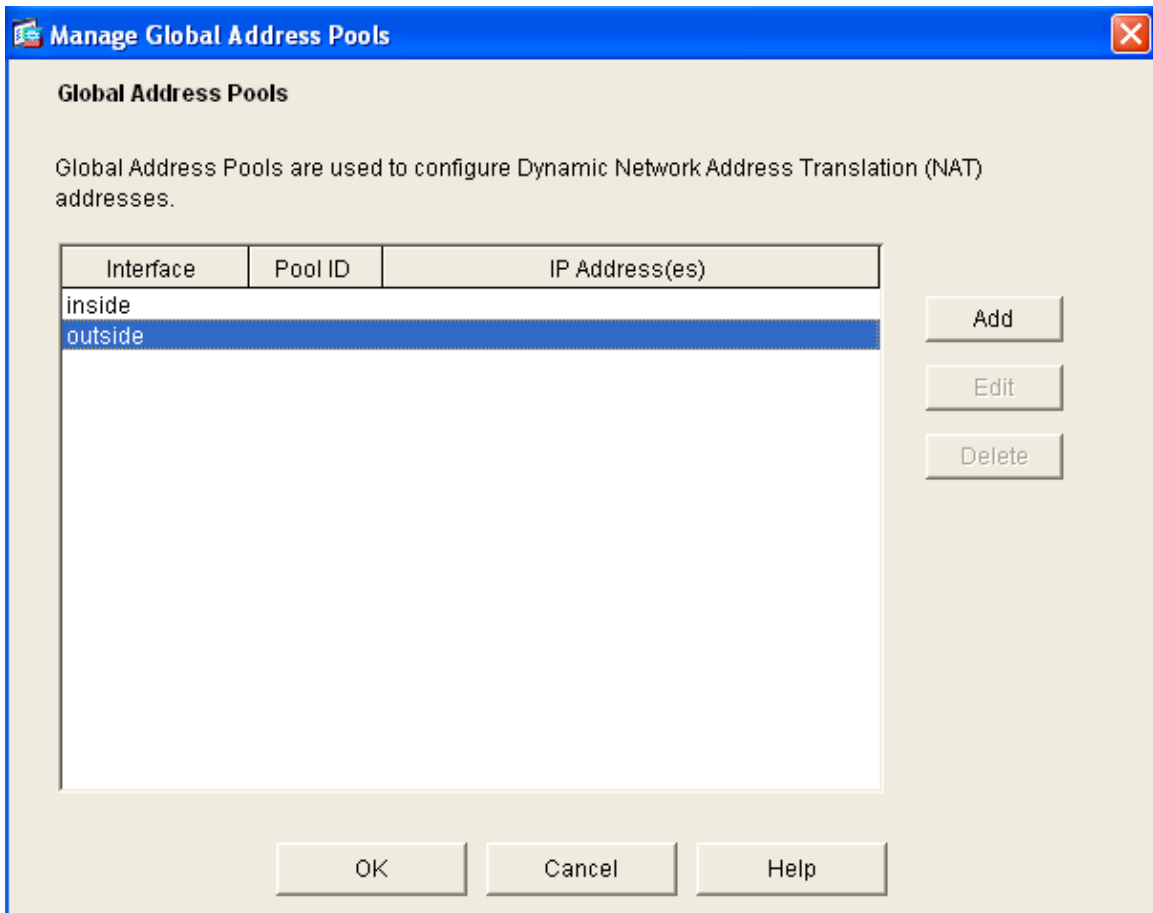 Manage Global Address Pools
Global Address Pools
Global Address Pools are used to configure Dynamic Network Address Translation (NAT)
addresses.
Interface Pool ID IP Address(es)
inside
outside
Add
Edit
Delete
OK Cancel Help